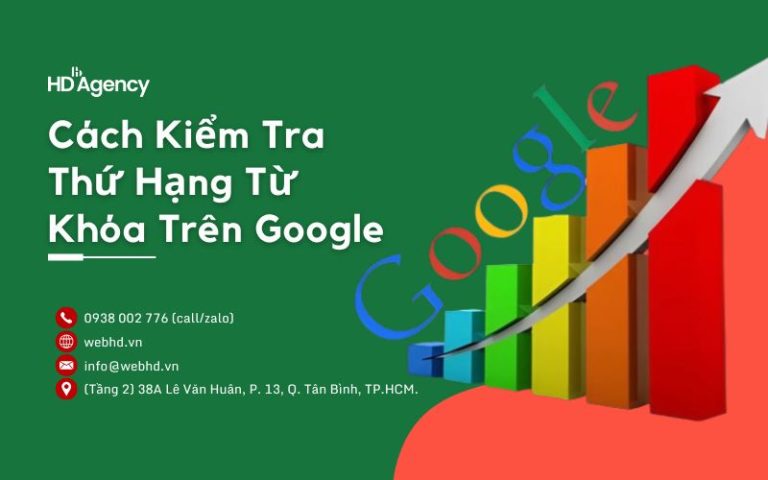 HD Agency
Cách Kiểm Tra
Thứ Hạng Từ
Khóa Trên Google
Google
0938 002 776 (call/zalo)
webhd.vn
info@webhd.vn
(Tầng 2) 38A Lê Văn Huân, P. 13, Q. Tân Bình, TP.HCM.